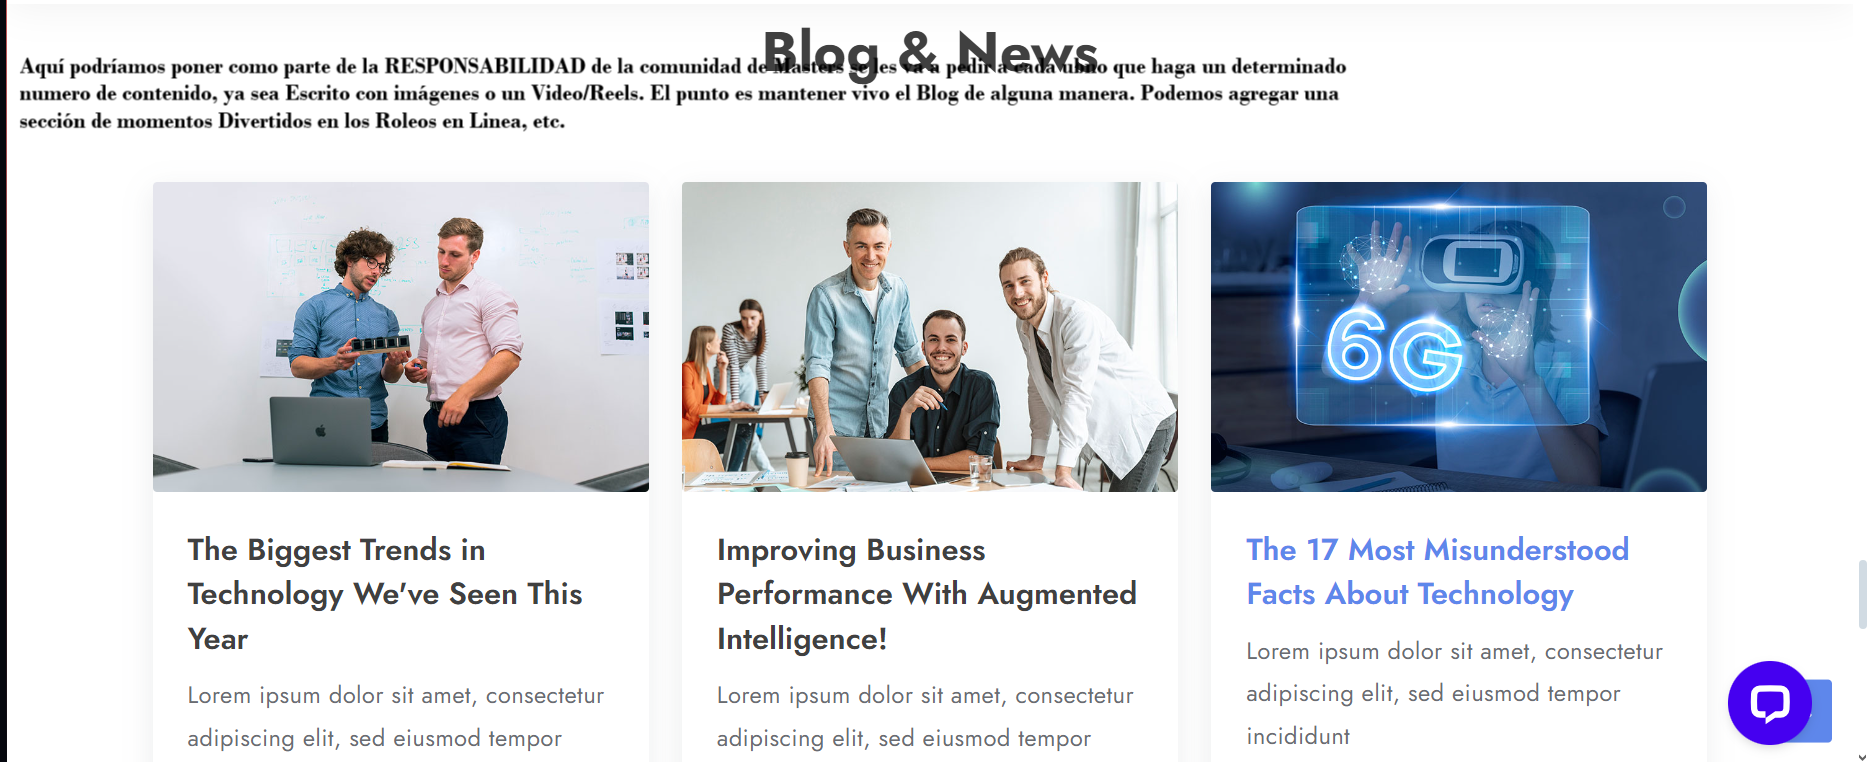 Blog & News
Aquí podríamos poner como parte de la RESPONSABILIDAD de la comunidad de Masters se les va a pedir a cada uno que haga un determinado
numero de contenido, ya sea Escrito con imágenes o un Video/Reels. El punto es mantener vivo el Blog de alguna manera. Podemos agregar una
sección de momentos Divertidos en los Roleos en Linea, etc.
6G
The Biggest Trends in
Technology We've Seen This
Year
Lorem ipsum dolor sit amet, consectetur
adipiscing elit, sed eiusmod tempor
Improving Business
Performance With Augmented
Intelligence!
Lorem ipsum dolor sit amet, consectetur
adipiscing elit, sed eiusmod tempor
The 17 Most Misunderstood
Facts About Technology
Lorem ipsum dolor sit amet, consectetur
adipiscing elit, sed eiusmod tempor
incididunt